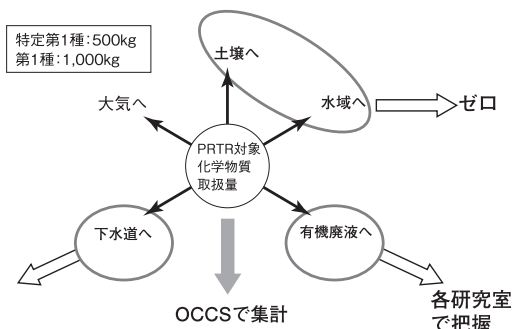 特定第1種：500kg
第1種：1,000kg
土壌へ
大気へ
水域へ
ゼロ
PRTR対象
化学物質
取扱量
下水道へ
有機廃液へ
OCCSで集計
各研究室
で把握